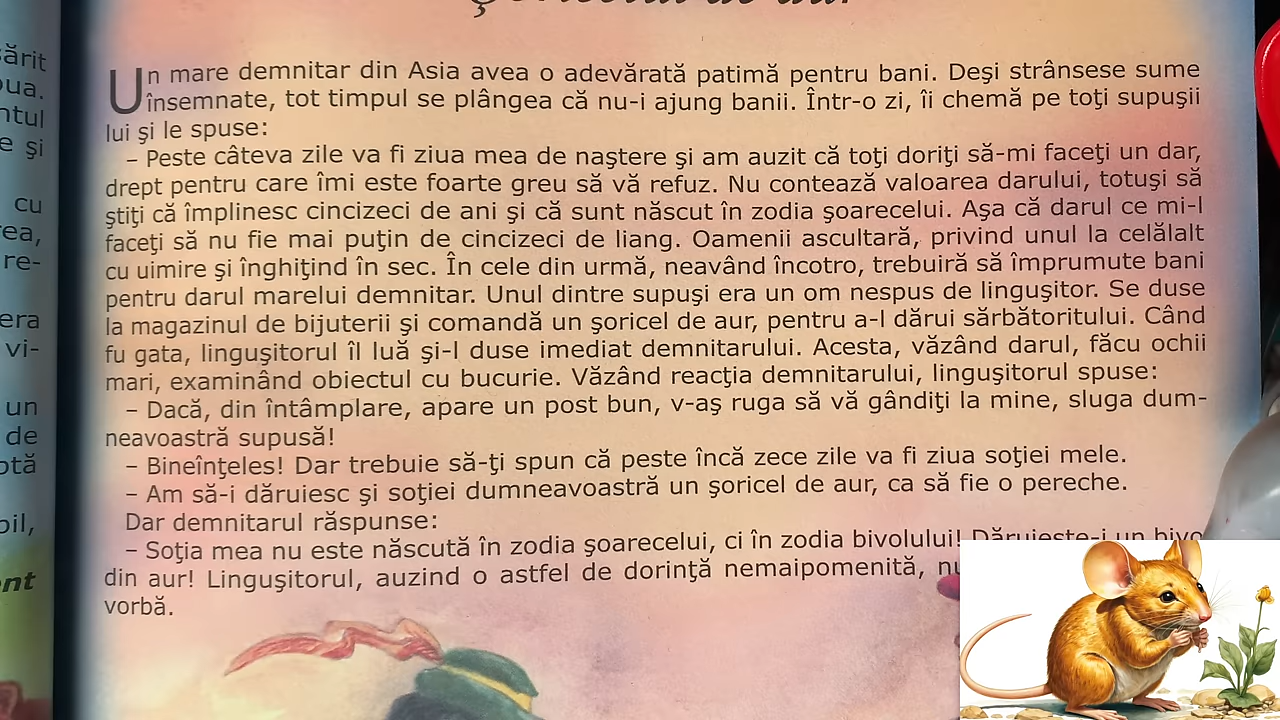 Şoricelul de aur
ărit
Un mare demnitar din Asia avea o adevărată patimă pentru bani. Deşi strânsese sume
însemnate, tot timpul se plângea că nu-i ajung banii. Într-o zi, îi chemă pe toţi supuşii
lui şi le spuse:
– Peste câteva zile va fi ziua mea de naştere şi am auzit că toţi doriţi să-mi faceţi un dar,
drept pentru care îmi este foarte greu să vă refuz. Nu contează valoarea darului, totuşi să
ştiţi că împlinesc cincizeci de ani şi că sunt născut în zodia şoarecelui. Aşa că darul ce mi-l
faceţi să nu fie mai puţin de cincizeci de liang. Oamenii ascultară, privind unul la celălalt
cu uimire şi înghiţind în sec. În cele din urmă, neavând încotro, trebuiră să împrumute bani
pentru darul marelui demnitar. Unul dintre supuşi era un om nespus de linguşitor. Se duse
la magazinul de bijuterii şi comandă un şoricel de aur, pentru a-l dărui sărbătoritului. Când
fu gata, linguşitorul îl luă şi-l duse imediat demnitarului. Acesta, văzând darul, făcu ochii
mari, examinând obiectul cu bucurie. Văzând reacţia demnitarului, linguşitorul spuse:
– Dacă, din întâmplare, apare un post bun, v-aş ruga să vă gândiţi la mine, sluga dum-
neavoastră supusă!
– Bineînţeles! Dar trebuie să-ţi spun că peste încă zece zile va fi ziua soţiei mele.
– Am să-i dăruiesc şi soţiei dumneavoastră un şoricel de aur, ca să fie o pereche.
Dar demnitarul răspunse:
– Soţia mea nu este născută în zodia şoarecelui, ci în zodia bivolului! Dăruieşte-i un
din aur! Linguşitorul, auzind o astfel de dorinţă nemaipomenită,
vorbă.